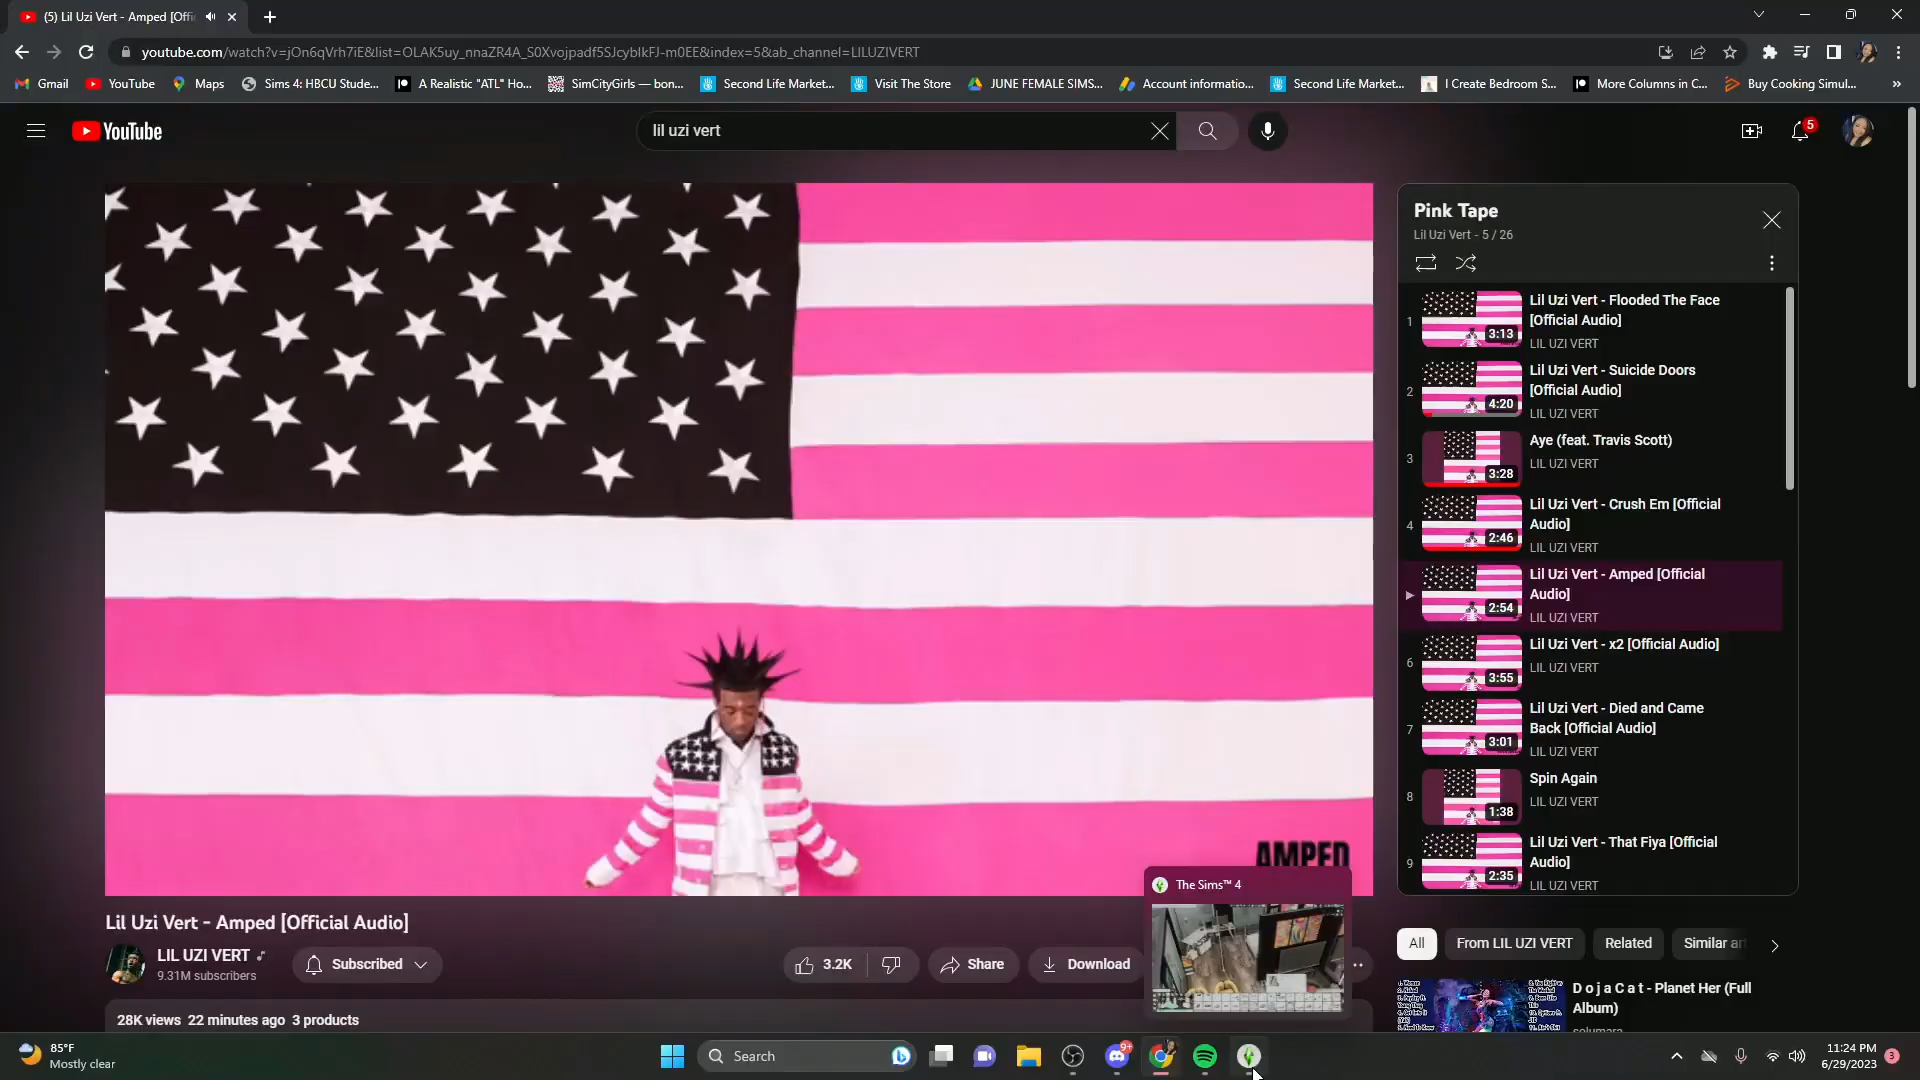 (5) Lil Uzi Vert - Amped [Offi
youtube.com/watch?v=jOn6qVrh7iE&list=OLAK5uy_nnaZR4A_S0Xvojpadf5SJcyblkFJ-m0EE&index=5&ab_channel=LILUZIVERT
Gmail YouTube Maps Sims 4: HBCU Stude... A Realistic "ATL" Ho... SimCityGirls — bon... Second Life Market... Visit The Store JUNE FEMALE SIMS... Account informatio... Second Life Market... I Create Bedroom S... More Columns in C... Buy Cooking Simul... »
YouTube
lil uzi vert
5
Pink Tape
Lil Uzi Vert - 5 / 26
1
3:13
Lil Uzi Vert - Flooded The Face
[Official Audio]
LIL UZI VERT
2
4:20
Lil Uzi Vert - Suicide Doors
[Official Audio]
LIL UZI VERT
3
3:28
Aye (feat. Travis Scott)
LIL UZI VERT
4
2:46
Lil Uzi Vert - Crush Em [Official
Audio]
LIL UZI VERT
2:54
Lil Uzi Vert - Amped [Official
Audio]
LIL UZI VERT
6
3:55
Lil Uzi Vert - x2 [Official Audio]
LIL UZI VERT
7
3:01
Lil Uzi Vert - Died and Came
Back [Official Audio]
LIL UZI VERT
8
1:38
Spin Again
LIL UZI VERT
9
2:35
Lil Uzi Vert - That Fiya [Official
Audio]
LIL UZI VERT
AMPED
The Sims™ 4
Lil Uzi Vert - Amped [Official Audio]
LIL UZI VERT
9.31M subscribers
Subscribed
3.2K
Share
Download
28K views 22 minutes ago 3 products
All From LIL UZI VERT Related Similar ar
D o j a C a t - Planet Her (Full
Album)
85°F
Mostly clear
Search
9+
11:24 PM
6/29/2023
3